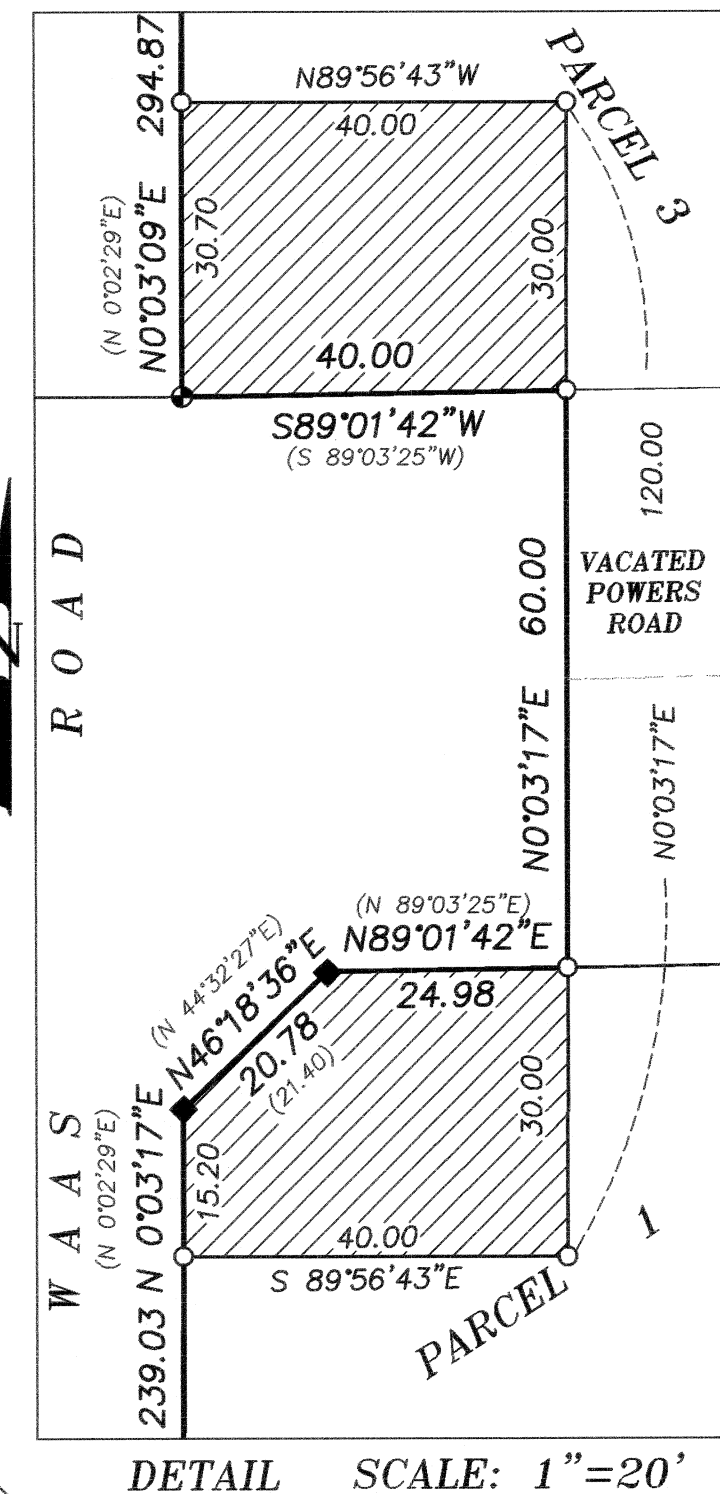 294.87
N89°56'43"W
40.00
PARCEL 3
(N 0°02'29"E)
N0°03'09"E
30.70
30.00
40.00
S89°01'42"W
(S 89°03'25"W)
120.00
VACATED
POWERS
ROAD
60.00
N0°03'17"E
N0°03'17"E
WAAS ROAD
(N 89°03'25"E)
N89°01'42"E
24.98
(N 44°32'27"E)
N46°18'36"E
20.78
(21.40)
(N 0°02'29"E)
239.03 N 0°03'17"E
15.20
30.00
40.00
S 89°56'43"E
PARCEL 1
DETAIL SCALE: 1"=20'